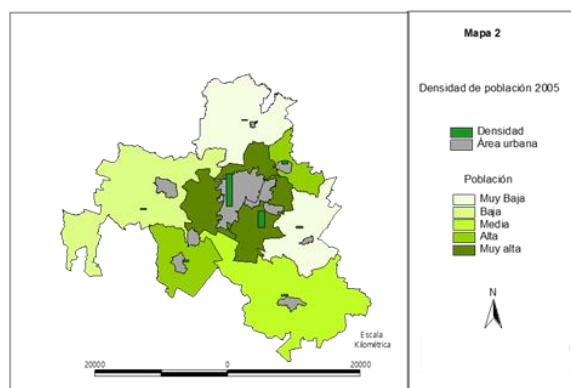 Mapa 2
Densidad de población 2005
Densidad
Área urbana
Población
Muy Baja
Baja
Media
Alta
Muy alta
N
Escala
Kilométrica
20000
0
20000